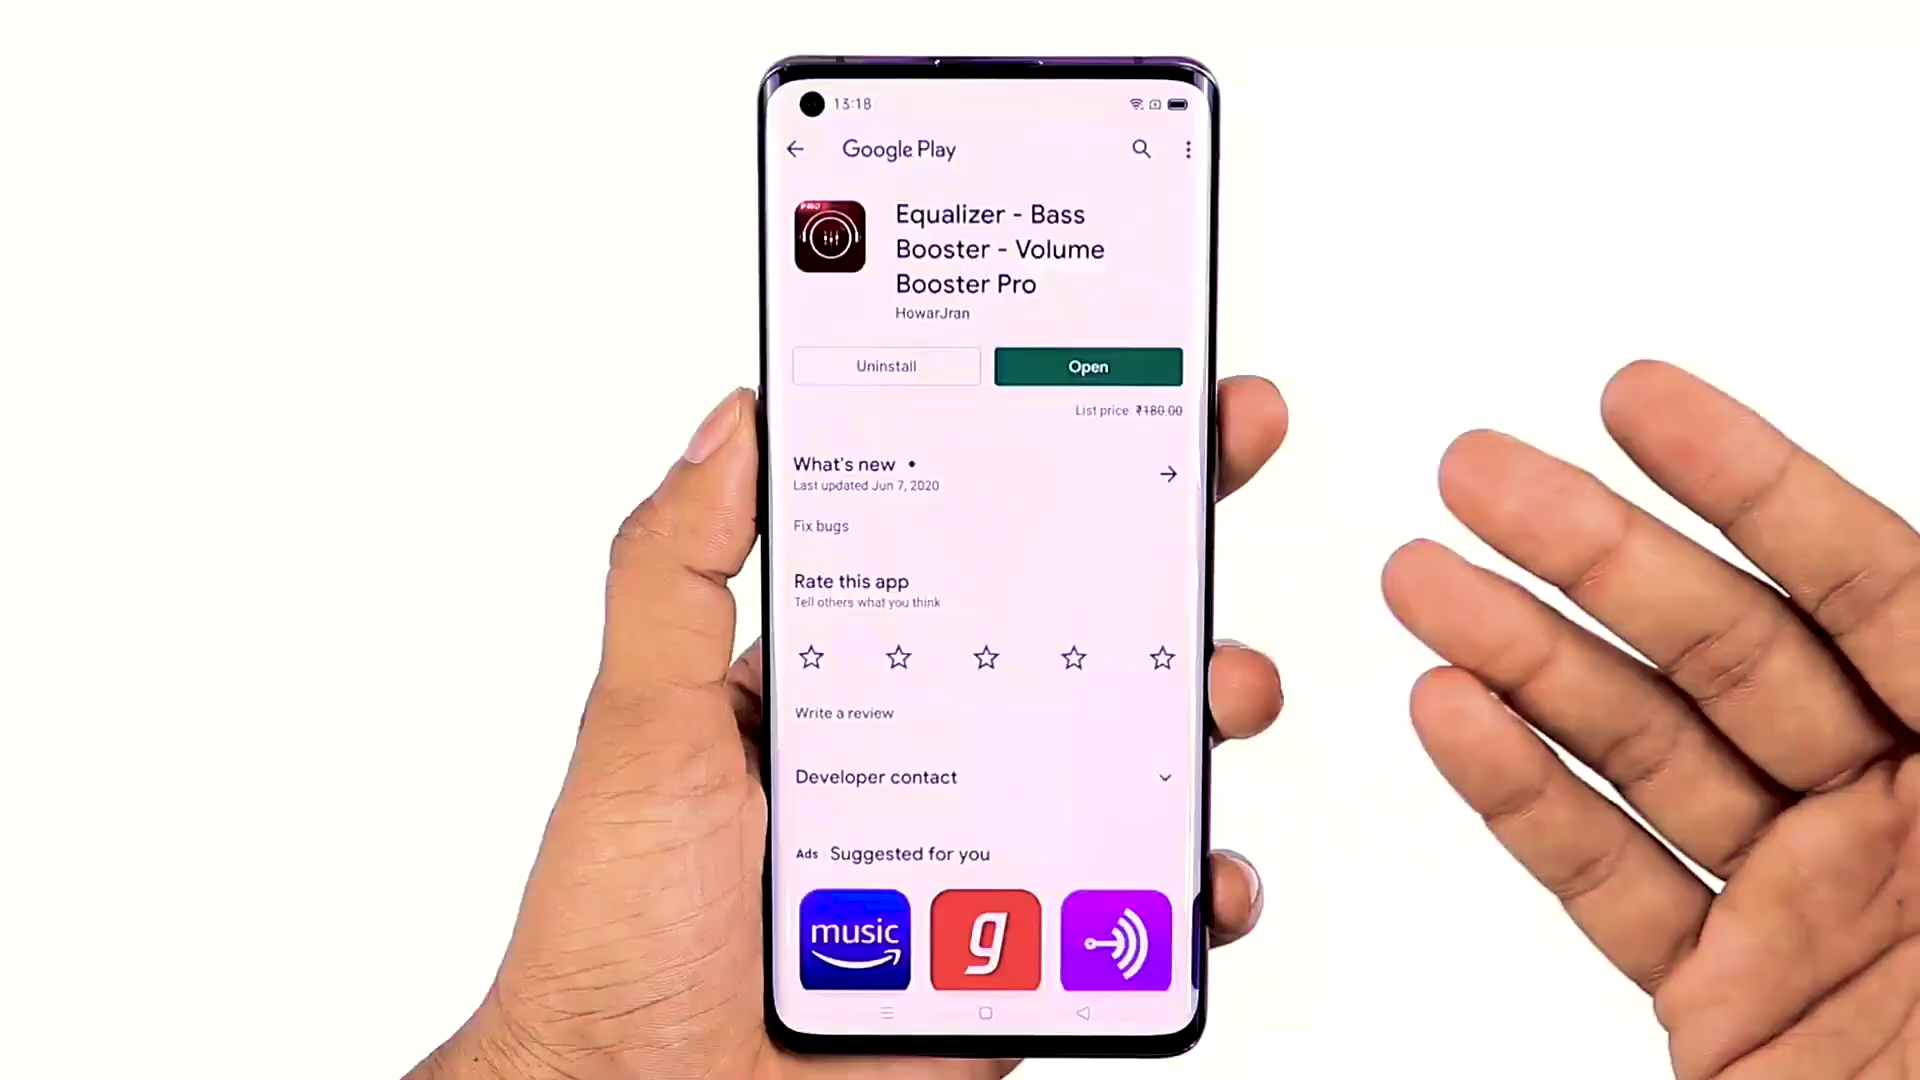 13:18
Google Play
PRO
Equalizer - Bass
Booster - Volume
Booster Pro
HowarJran
Uninstall
Open
List price: ₹180.00
What's new •
Last updated Jun 7, 2020
Fix bugs
Rate this app
Tell others what you think
Write a review
Developer contact
Ads Suggested for you
music
g